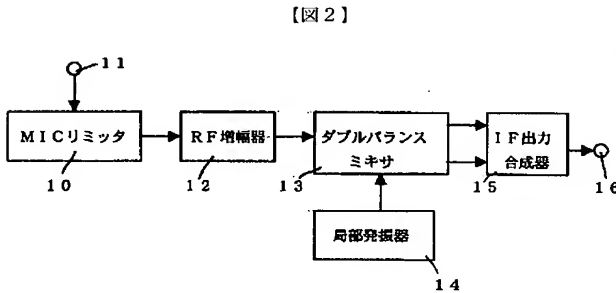 【図２】
１１
ＭＩＣリミッタ
ＲＦ増幅器
ダブルバランス
ミキサ
ＩＦ出力
合成器
１０
１２
１３
１５
１６
局部発振器
１４